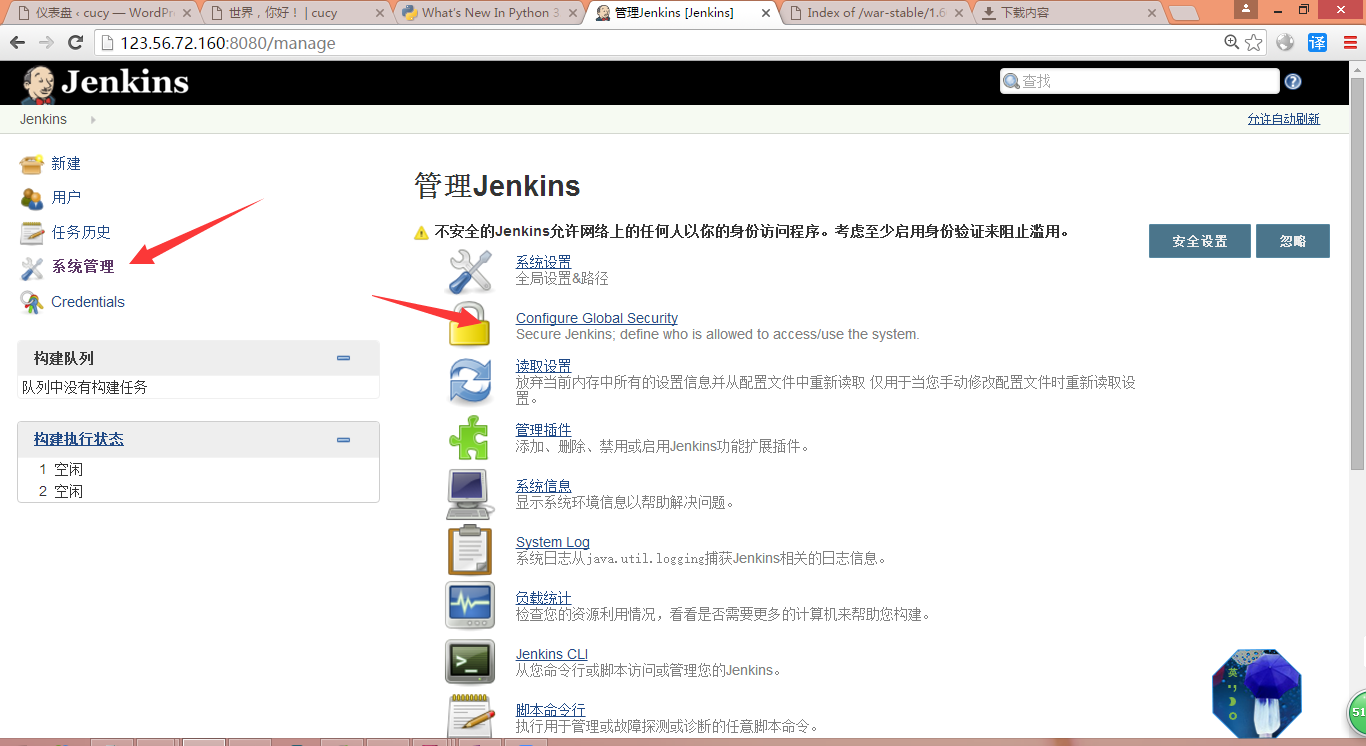 仪表盘 ‹ cucy — WordPr
世界，你好！ | cucy
What's New In Python 3
管理Jenkins [Jenkins]
Index of /war-stable/1.6
下载内容
123.56.72.160:8080/manage
译
Jenkins
查找
Jenkins
允许自动刷新
新建
用户
任务历史
系统管理
Credentials
构建队列
队列中没有构建任务
构建执行状态
1 空闲
2 空闲
管理Jenkins
不安全的Jenkins允许网络上的任何人以你的身份访问程序。考虑至少启用身份验证来阻止滥用。
安全设置
忽略
系统设置
全局设置&路径
Configure Global Security
Secure Jenkins; define who is allowed to access/use the system.
读取设置
放弃当前内存中所有的设置信息并从配置文件中重新读取 仅用于当您手动修改配置文件时重新读取设
置。
管理插件
添加、删除、禁用或启用Jenkins功能扩展插件。
系统信息
显示系统环境信息以帮助解决问题。
System Log
系统日志从java.util.logging捕获Jenkins相关的日志信息。
负载统计
检查您的资源利用情况，看看是否需要更多的计算机来帮助您构建。
Jenkins CLI
从您命令行或脚本访问或管理您的Jenkins。
脚本命令行
执行用于管理或故障探测或诊断的任意脚本命令。
英
51